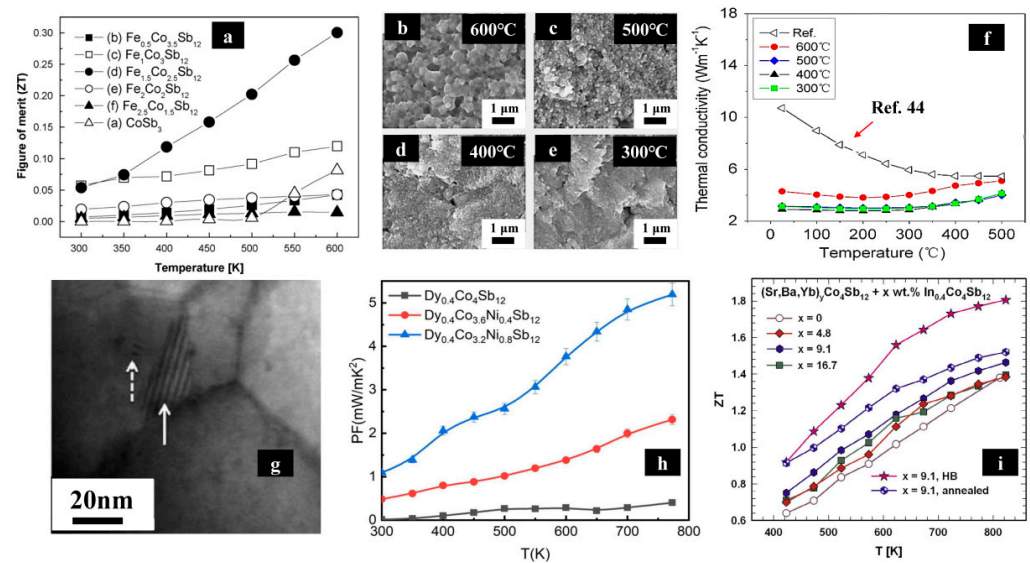 a
(b) Fe0.5Co3.5Sb12
(c) Fe1Co3Sb12
(d) Fe1.5Co2.5Sb12
(e) Fe2Co2Sb12
(f) Fe2.5Co1.5Sb12
(a) CoSb3
Figure of merit (ZT)
0.30
0.25
0.20
0.15
0.10
0.05
0.00
300 350 400 450 500 550 600
Temperature [K]
b 600℃
1 μm
c 500℃
1 μm
d 400℃
1 μm
e 300℃
1 μm
f
Ref.
600℃
500℃
400℃
300℃
Ref. 44
Thermal conductivity (Wm-1K-1)
18
14
10
6
2
0 100 200 300 400 500
Temperature (℃)
g
20nm
h
Dy0.4Co4Sb12
Dy0.4Co3.6Ni0.4Sb12
Dy0.4Co3.2Ni0.8Sb12
PF(mW/mK2)
5
4
3
2
1
0
300 400 500 600 700 800
T(K)
i
(Sr,Ba,Yb)yCo4Sb12 + x wt.% In0.4Co4Sb12
x = 0
x = 4.8
x = 9.1
x = 16.7
x = 9.1, HB
x = 9.1, annealed
ZT
1.8
1.6
1.4
1.2
1.0
0.8
0.6
400 500 600 700 800
T [K]